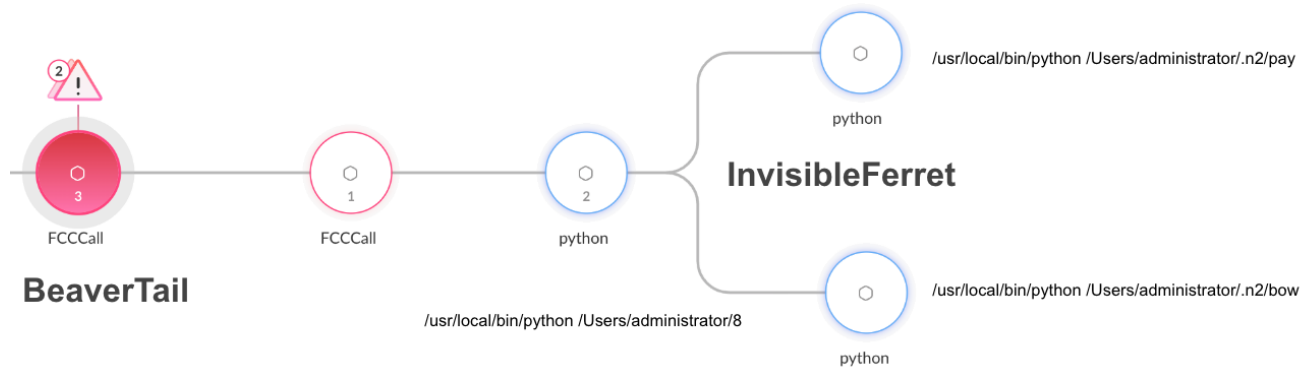 /usr/local/bin/python /Users/administrator/.n2/pay
2
!
python
InvisibleFerret
3
1
2
FCCCall
FCCCall
python
BeaverTail
/usr/local/bin/python /Users/administrator/.n2/bow
/usr/local/bin/python /Users/administrator/8
python